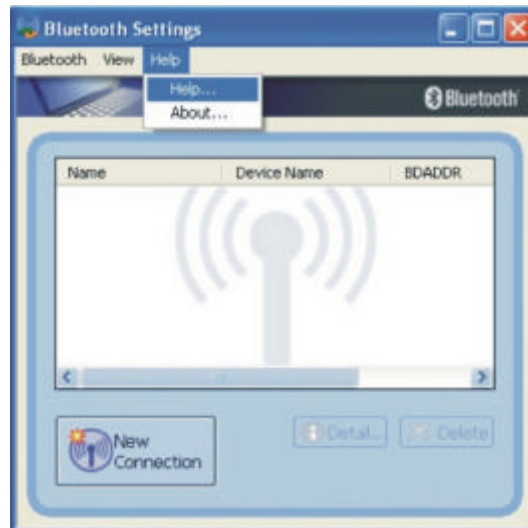 Bluetooth Settings
Bluetooth View Help
Help...
About...
Bluetooth
Name Device Name BDADDR
New
Connection
Detail...
Delete